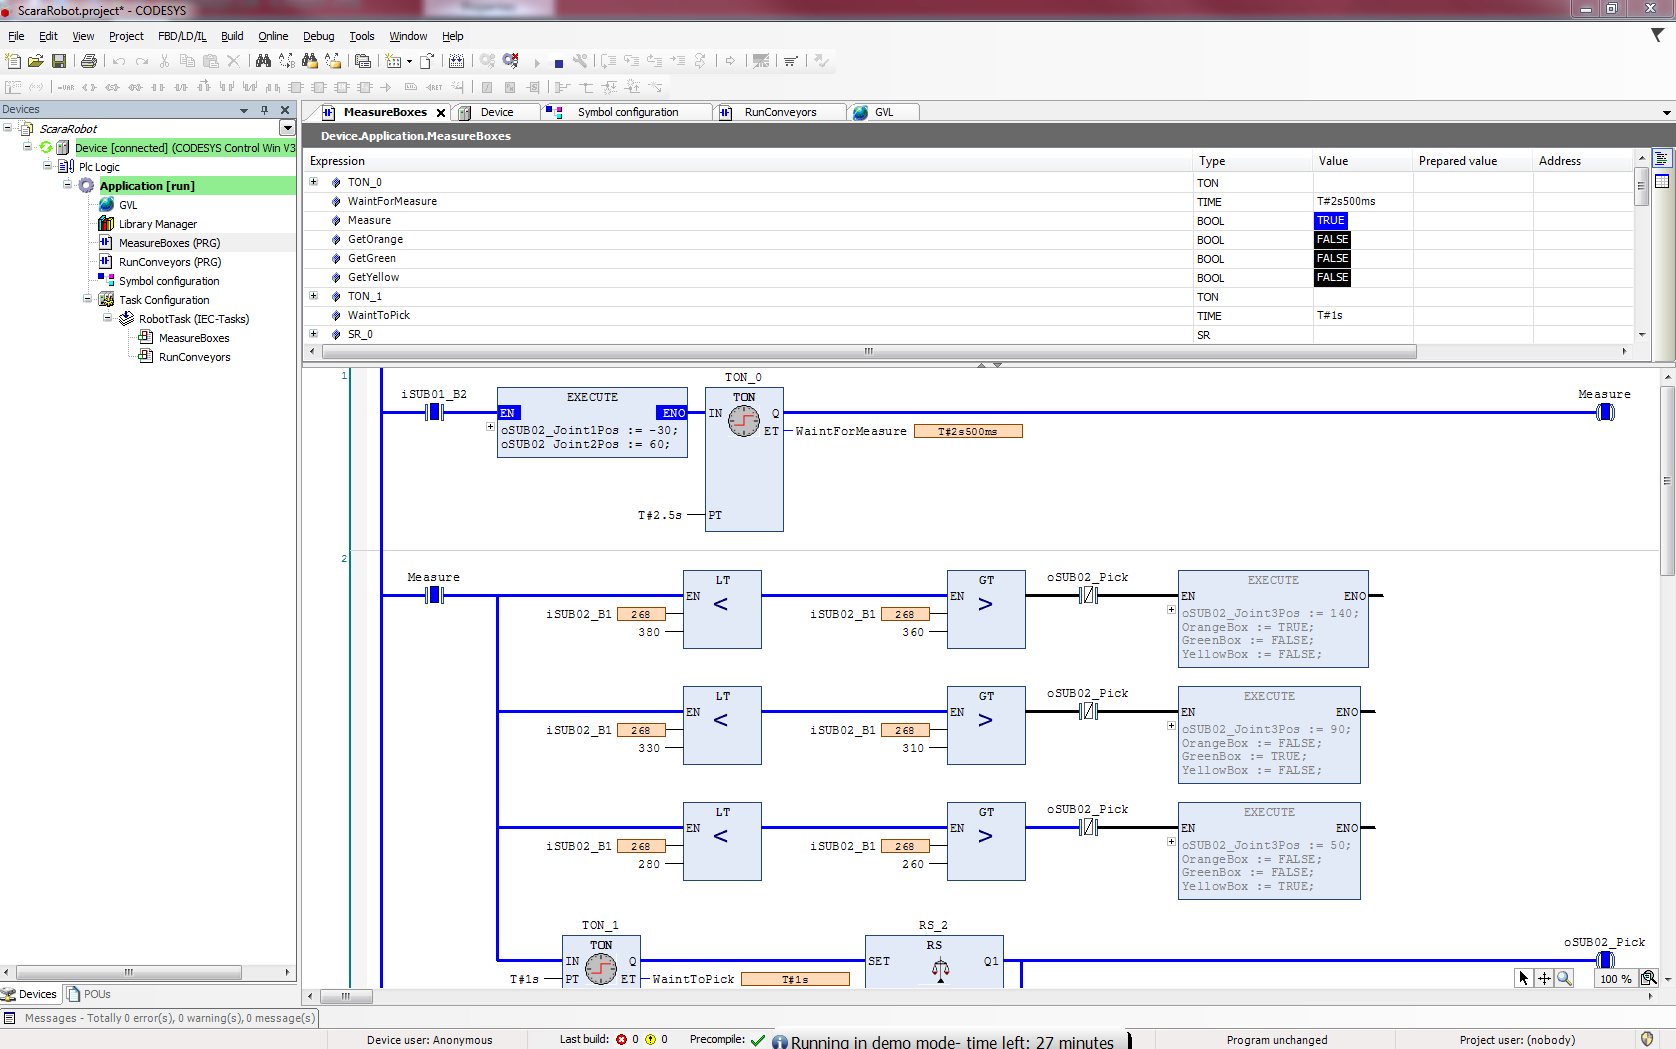 ScaraRobot.project* - CODESYS
File Edit View Project FBD/LD/IL Build Online Debug Tools Window Help
Devices
MeasureBoxes Device Symbol configuration RunConveyors GVL
ScaraRobot
Device [connected] (CODESYS Control Win V3
Plc Logic
Application [run]
GVL
Library Manager
MeasureBoxes (PRG)
RunConveyors (PRG)
Symbol configuration
Task Configuration
RobotTask (IEC-Tasks)
MeasureBoxes
RunConveyors
Devices POUs
Device.Application.MeasureBoxes
Expression Type Value Prepared value Address
TON_0 TON
WaintForMeasure TIME T#2s500ms
Measure BOOL TRUE
GetOrange BOOL FALSE
GetGreen BOOL FALSE
GetYellow BOOL FALSE
TON_1 TON
WaintToPick TIME T#1s
SR_0 SR
1
TON_0
iSUB01_B2 EXECUTE TON Measure
EN ENO IN Q
oSUB02_Joint1Pos := -30; ET WaintForMeasure T#2s500ms
oSUB02_Joint2Pos := 60;
T#2.5s PT
2
Measure LT GT oSUB02_Pick EXECUTE
EN < EN > EN ENO
iSUB02_B1 268 iSUB02_B1 268 oSUB02_Joint3Pos := 140;
380 360 OrangeBox := TRUE;
GreenBox := FALSE;
YellowBox := FALSE;
LT GT oSUB02_Pick EXECUTE
EN < EN > EN ENO
iSUB02_B1 268 iSUB02_B1 268 oSUB02_Joint3Pos := 90;
330 310 OrangeBox := FALSE;
GreenBox := TRUE;
YellowBox := FALSE;
LT GT oSUB02_Pick EXECUTE
EN < EN > EN ENO
iSUB02_B1 268 iSUB02_B1 268 oSUB02_Joint3Pos := 50;
280 260 OrangeBox := FALSE;
GreenBox := FALSE;
YellowBox := TRUE;
TON_1 RS_2
TON RS oSUB02_Pick
IN Q SET Q1
T#1s PT ET WaintToPick T#1s
100 %
Messages - Totally 0 error(s), 0 warning(s), 0 message(s)
Device user: Anonymous Last build: 0 0 Precompile: Running in demo mode- time left: 27 minutes Program unchanged Project user: (nobody)